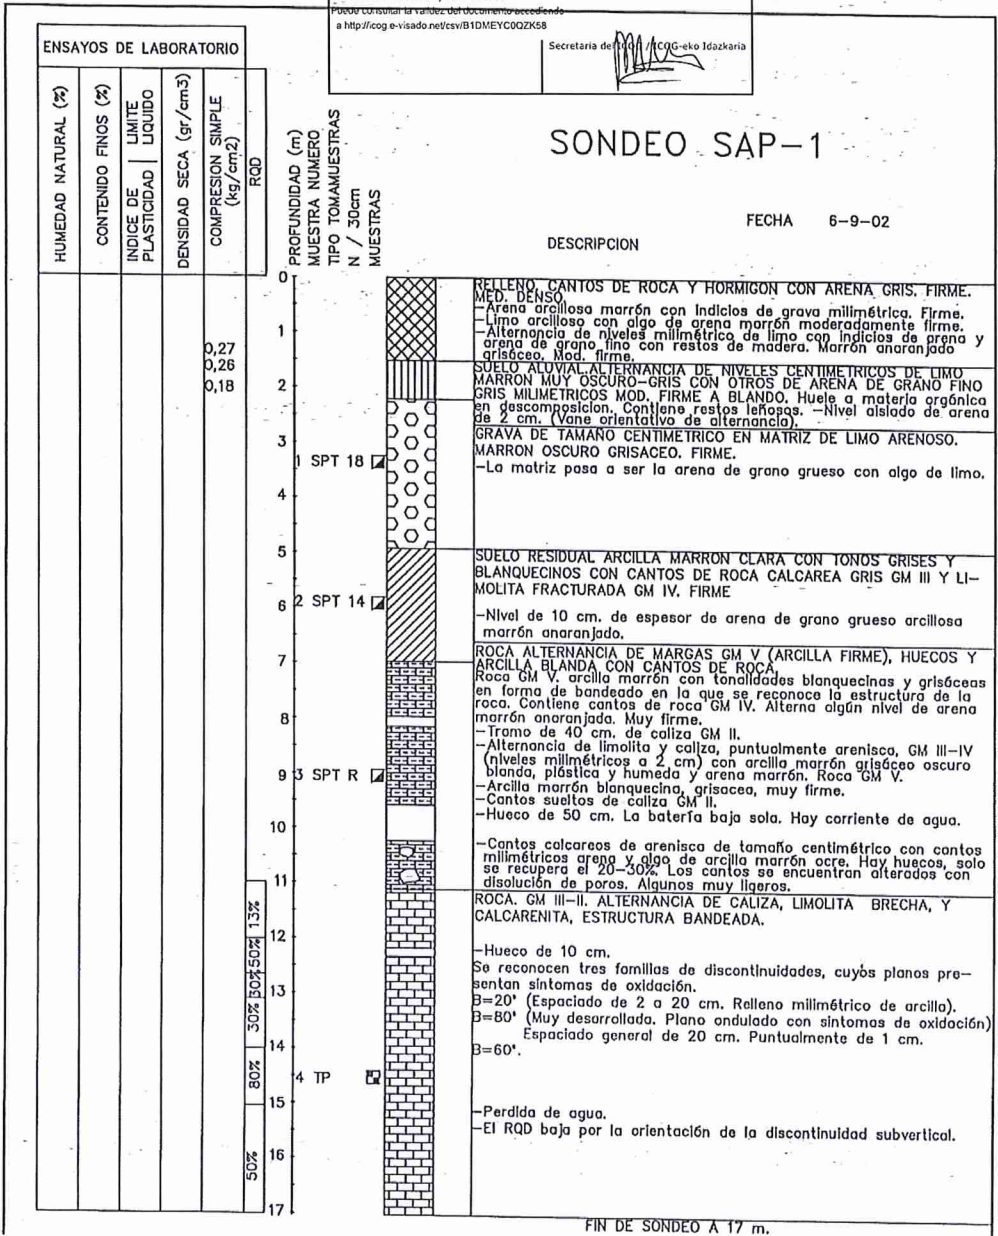 Puede consultar la validez del documento accediendo
a http://icog.e-visado.net/csv/B1DMEYC0QZK58
Secretaria del ICOG / ICOG-eko Idazkaria
ENSAYOS DE LABORATORIO
HUMEDAD NATURAL (%)
CONTENIDO FINOS (%)
INDICE DE | LIMITE
PLASTICIDAD | LIQUIDO
DENSIDAD SECA (gr/cm3)
COMPRESION SIMPLE
(kg/cm2)
RQD
PROFUNDIDAD (m)
MUESTRA NUMERO
TIPO TOMAMUESTRAS
N / 30cm
MUESTRAS
SONDEO SAP-1
FECHA 6-9-02
DESCRIPCION
0
RELLENO, CANTOS DE ROCA Y HORMIGON CON ARENA GRIS. FIRME.
MED. DENSO.
-Arena arcillosa marrón con indicios de grava milimétrica. Firme.
-Limo arcilloso con algo de arena marrón moderadamente firme.
-Alternancia de niveles milimétrico de limo con indicios de arena y
arena de grano fino con restos de madera. Marrón anaranjado
grisáceo. Mod. firme.
1
0,27
0,26
0,18
2
SUELO ALUVIAL.ALTERNANCIA DE NIVELES CENTIMETRICOS DE LIMO
MARRON MUY OSCURO-GRIS CON OTROS DE ARENA DE GRANO FINO
GRIS MILIMETRICOS MOD. FIRME A BLANDO. Huele a materia orgánica
en descomposicion. Contiene restos leñosos. -Nivel aislado de arena
de 2 cm. (Vane orientativo de alternancia).
3
GRAVA DE TAMAÑO CENTIMETRICO EN MATRIZ DE LIMO ARENOSO.
MARRON OSCURO GRISACEO. FIRME.
-La matriz pasa a ser la arena de grano grueso con algo de limo.
1 SPT 18
4
5
SUELO RESIDUAL ARCILLA MARRON CLARA CON TONOS GRISES Y
BLANQUECINOS CON CANTOS DE ROCA CALCAREA GRIS GM III Y LI-
MOLITA FRACTURADA GM IV. FIRME
6
2 SPT 14
-Nivel de 10 cm. de espesor de arena de grano grueso arcillosa
marrón anaranjado.
7
ROCA ALTERNANCIA DE MARGAS GM V (ARCILLA FIRME), HUECOS Y
ARCILLA BLANDA CON CANTOS DE ROCA.
Roca GM V. arcilla marrón con tonalidades blanquecinas y grisáceas
en forma de bandeado en la que se reconoce la estructura de la
roca. Contiene cantos de roca GM IV. Alterna algún nivel de arena
marrón anaranjada. Muy firme.
8
-Tramo de 40 cm. de caliza GM II.
-Alternancia de limolita y caliza, puntualmente arenisca, GM III-IV
(niveles milimétricos a 2 cm) con arcilla marrón grisáceo oscuro
blanda, plástica y humeda y arena marrón. Roca GM V.
9
3 SPT R
-Arcilla marrón blanquecina, grisacea, muy firme.
-Cantos sueltos de caliza GM II.
-Hueco de 50 cm. La batería baja sola. Hay corriente de agua.
10
-Cantos calcareos de arenisca de tamaño centimétrico con cantos
milimétricos arena y algo de arcilla marrón ocre. Hay huecos, solo
se recupera el 20-30%. Los cantos se encuentran alterados con
disolución de poros. Algunos muy ligeros.
11
ROCA. GM III-II. ALTERNANCIA DE CALIZA, LIMOLITA BRECHA, Y
CALCARENITA, ESTRUCTURA BANDEADA.
13%
12
-Hueco de 10 cm.
50%
Se reconocen tres familias de discontinuidades, cuyos planos pre-
sentan síntomas de oxidación.
30%
13
B=20° (Espaciado de 2 a 20 cm. Relleno milimétrico de arcilla).
B=80° (Muy desarrollada. Plano ondulado con síntomas de oxidación)
Espaciado general de 20 cm. Puntualmente de 1 cm.
30%
14
B=60°.
80%
4 TP
15
-Perdida de agua.
-El RQD baja por la orientación de la discontinuidad subvertical.
16
50%
17
FIN DE SONDEO A 17 m.